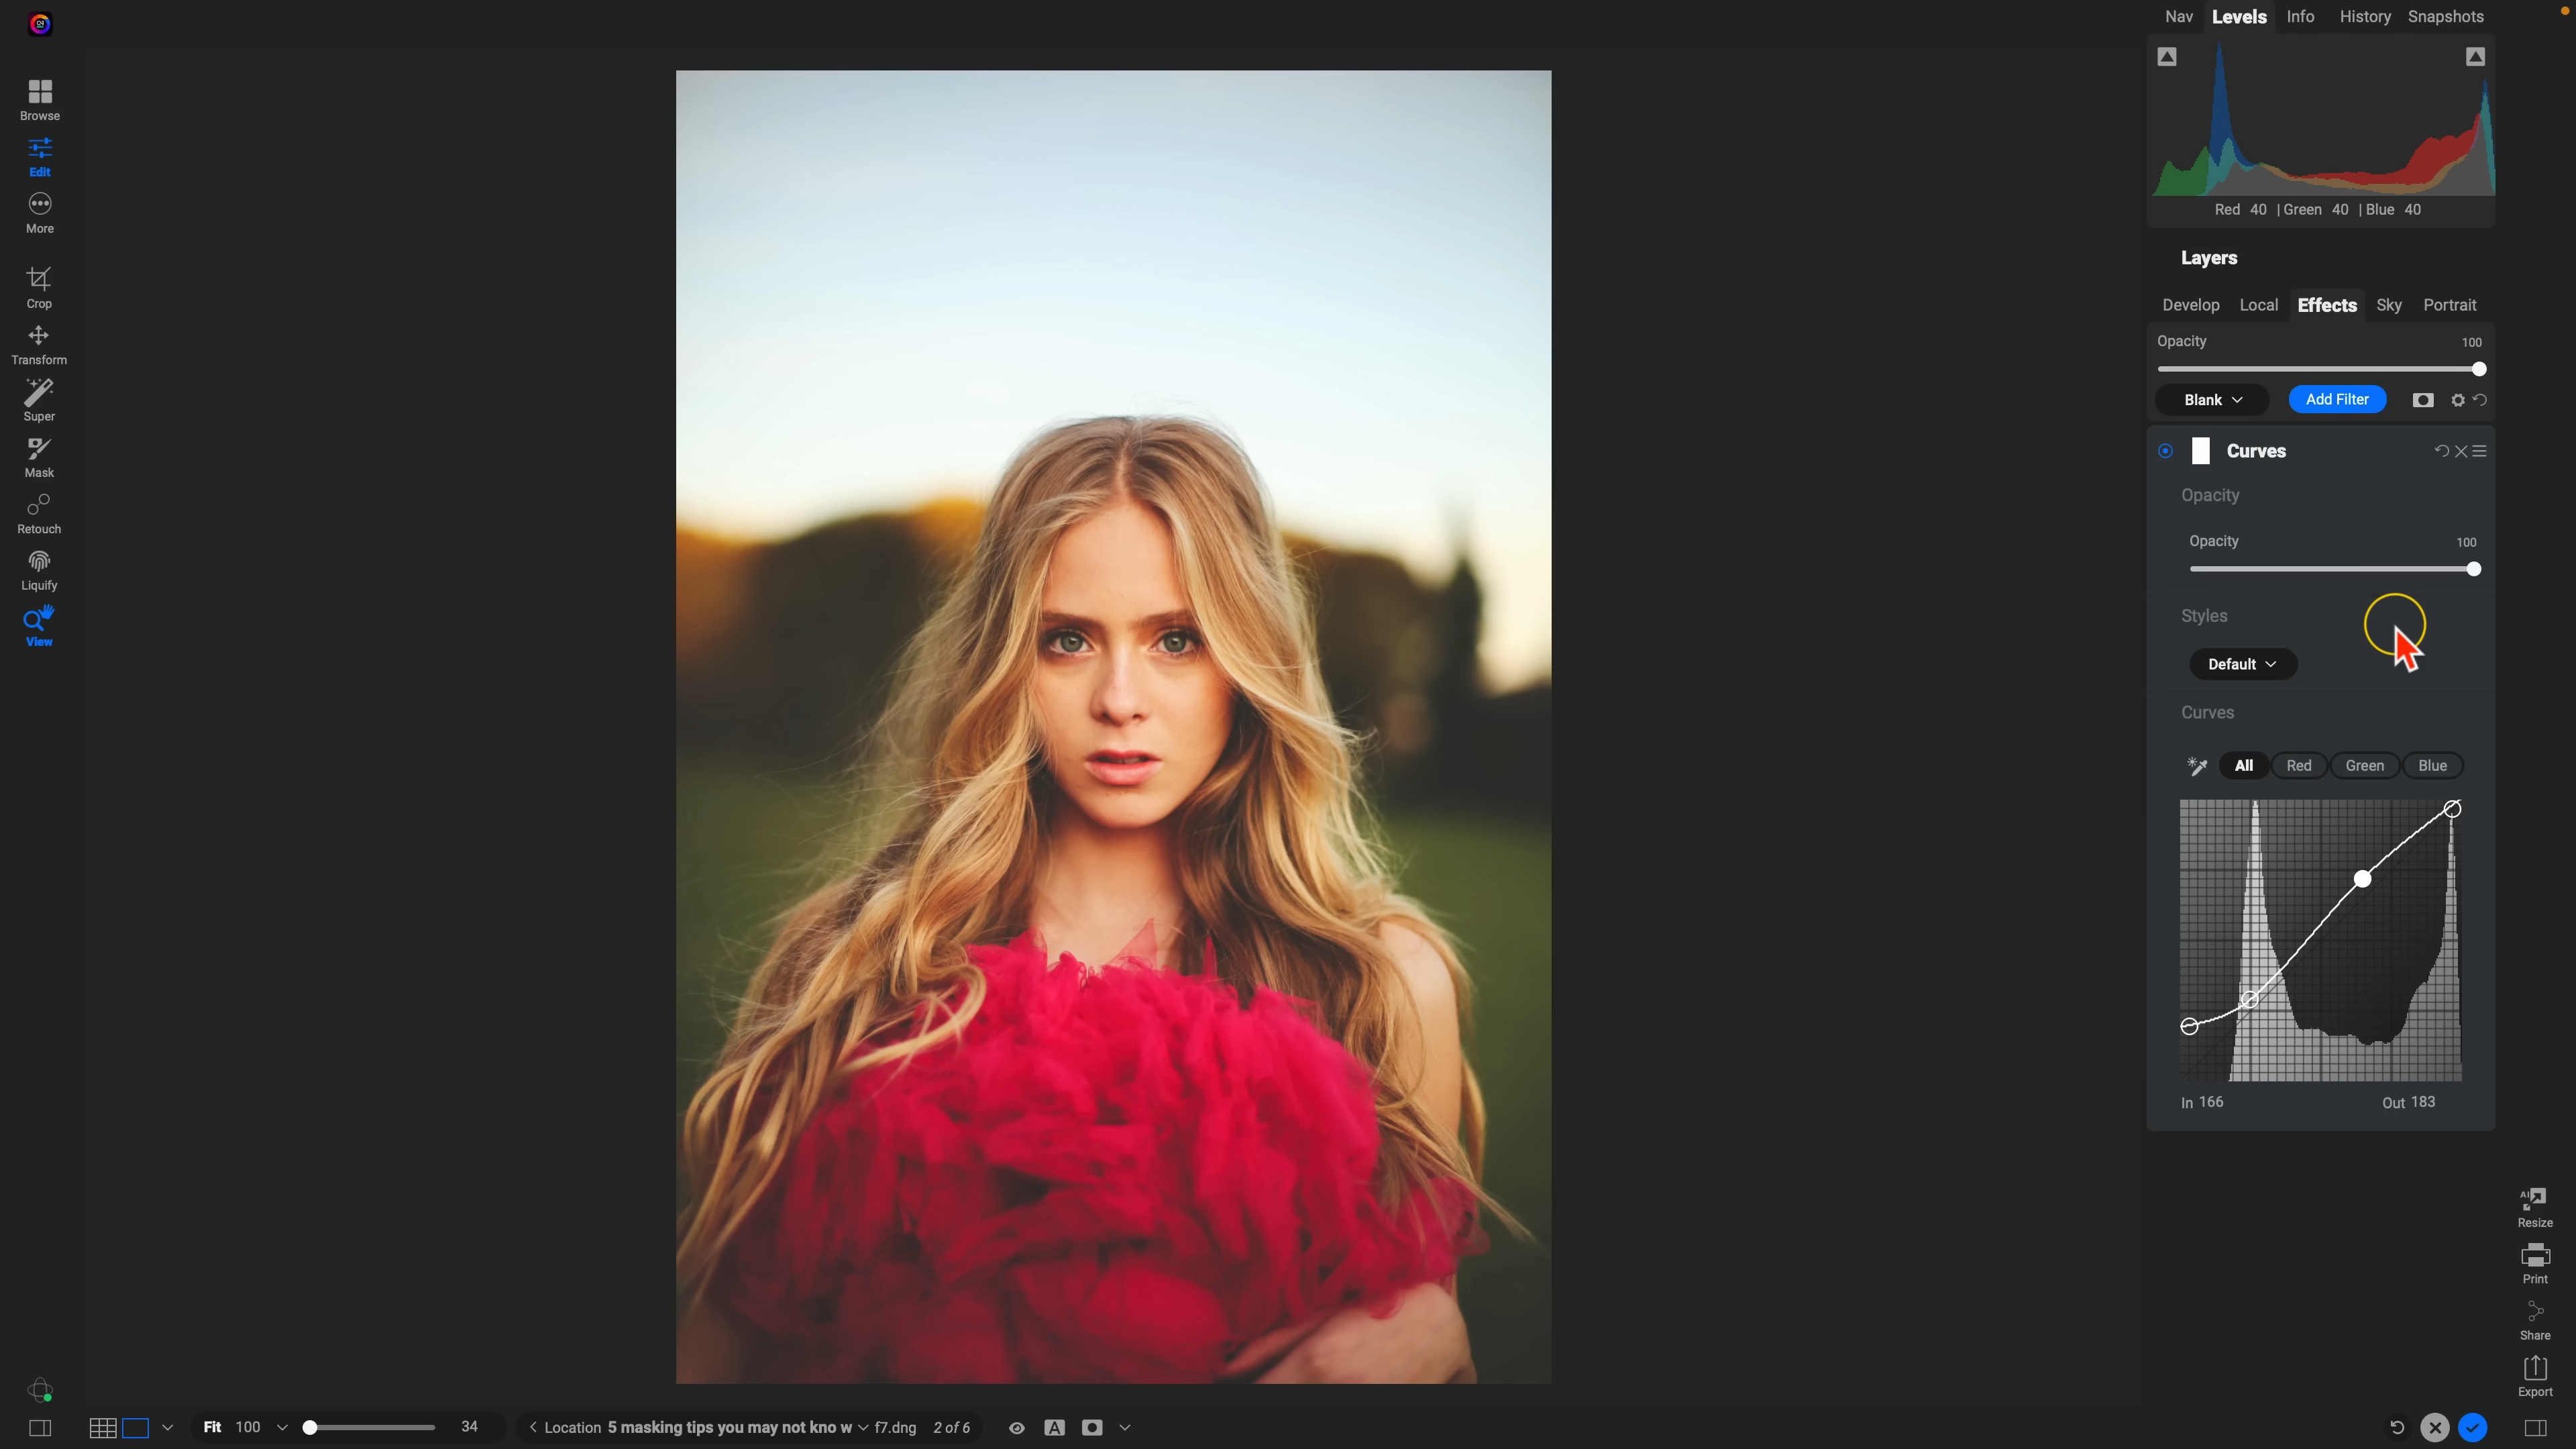 Nav Levels Info History Snapshots
Browse
Edit
More
Crop
Transform
Super
Mask
Retouch
Liquify
View
Red 40 | Green 40 | Blue 40
Layers
Develop Local Effects Sky Portrait
Opacity 100
Blank Add Filter
Curves
Opacity
Opacity 100
Styles
Default
Curves
All Red Green Blue
In 166 Out 183
AI
Resize
Print
Share
Export
Fit 100 34 Location 5 masking tips you may not kno w f7.dng 2 of 6 A